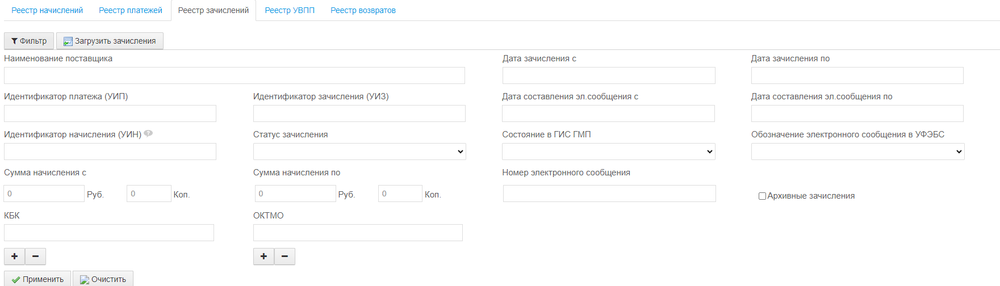 Реестр начислений Реестр платежей Реестр зачислений Реестр УВПП Реестр возвратов
Фильтр Загрузить зачисления
Наименование поставщика Дата зачисления с Дата зачисления по
Идентификатор платежа (УИП) Идентификатор зачисления (УИЗ) Дата составления эл.сообщения с Дата составления эл.сообщения по
Идентификатор начисления (УИН) ? Статус зачисления Состояние в ГИС ГМП Обозначение электронного сообщения в УФЭБС
Сумма начисления с Сумма начисления по Номер электронного сообщения
0 Руб. 0 Коп. 0 Руб. 0 Коп. Архивные зачисления
КБК ОКТМО
+ − + −
Применить Очистить